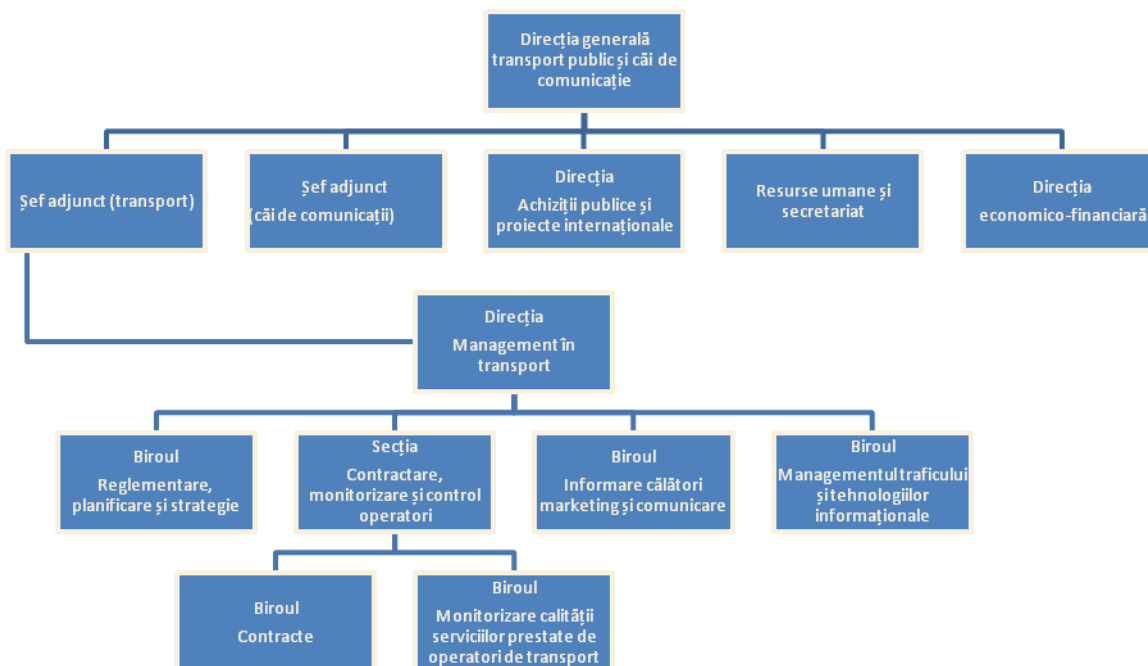 Direcția generală
transport public și căi de
comunicație
Șef adjunct (transport)
Șef adjunct
(căi de comunicații)
Direcția
Achiziții publice și
proiecte internaționale
Resurse umane și
secretariat
Direcția
economico-financiară
Direcția
Management în
transport
Biroul
Reglementare,
planificare și strategie
Secția
Contractare,
monitorizare și control
operatori
Biroul
Informare călători
marketing și comunicare
Biroul
Managementul traficului
și tehnologiilor
informaționale
Biroul
Contracte
Biroul
Monitorizare calității
serviciilor prestate de
operatori de transport